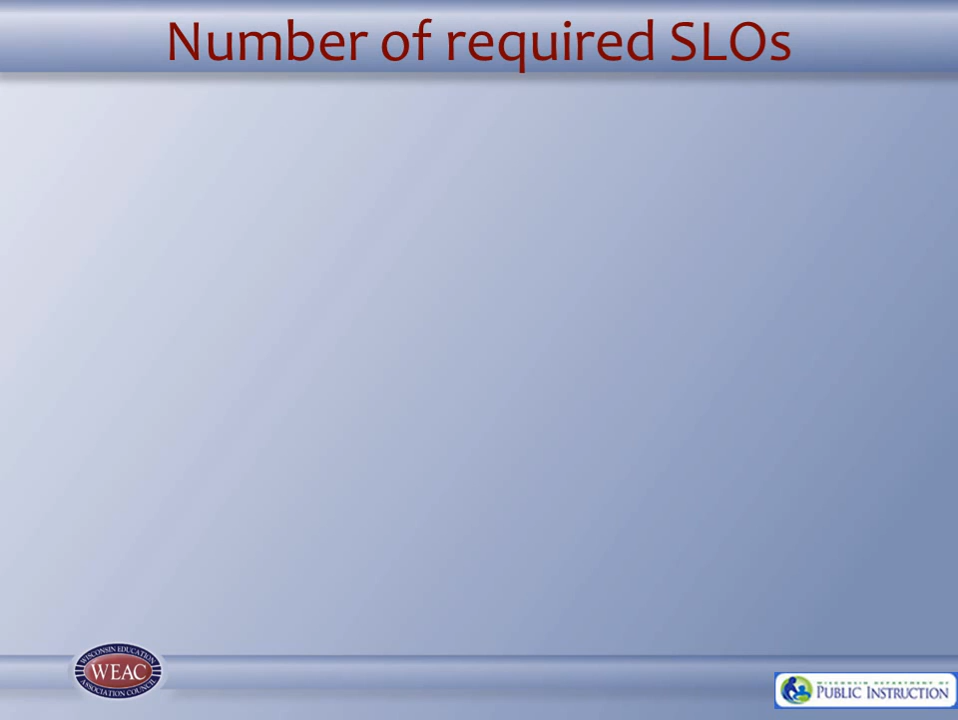 Number of required SLOs
WISCONSIN EDUCATION
WEAC
ASSOCIATION COUNCIL
WISCONSIN DEPARTMENT OF
PUBLIC INSTRUCTION